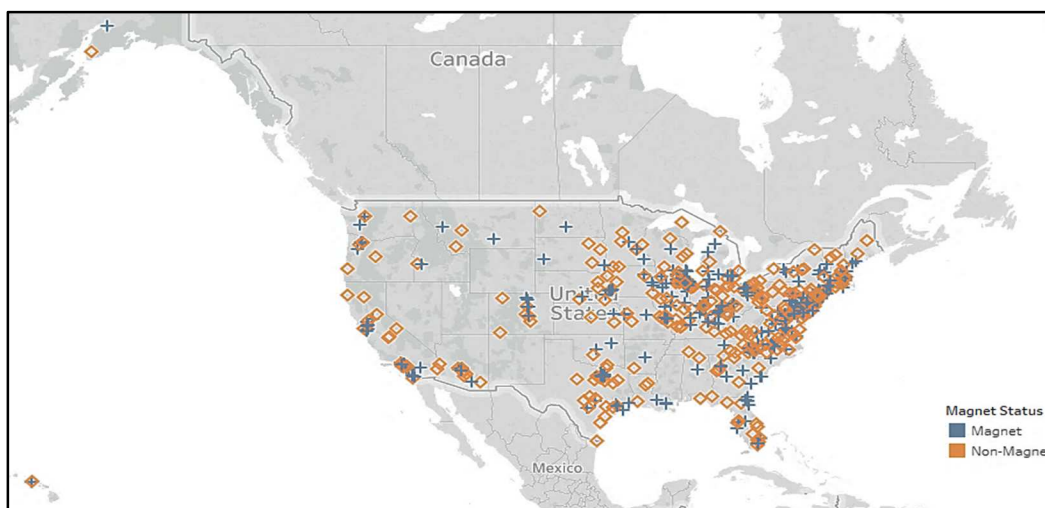 Canada
United
States
Mexico
Magnet Status
Magnet
Non-Magne